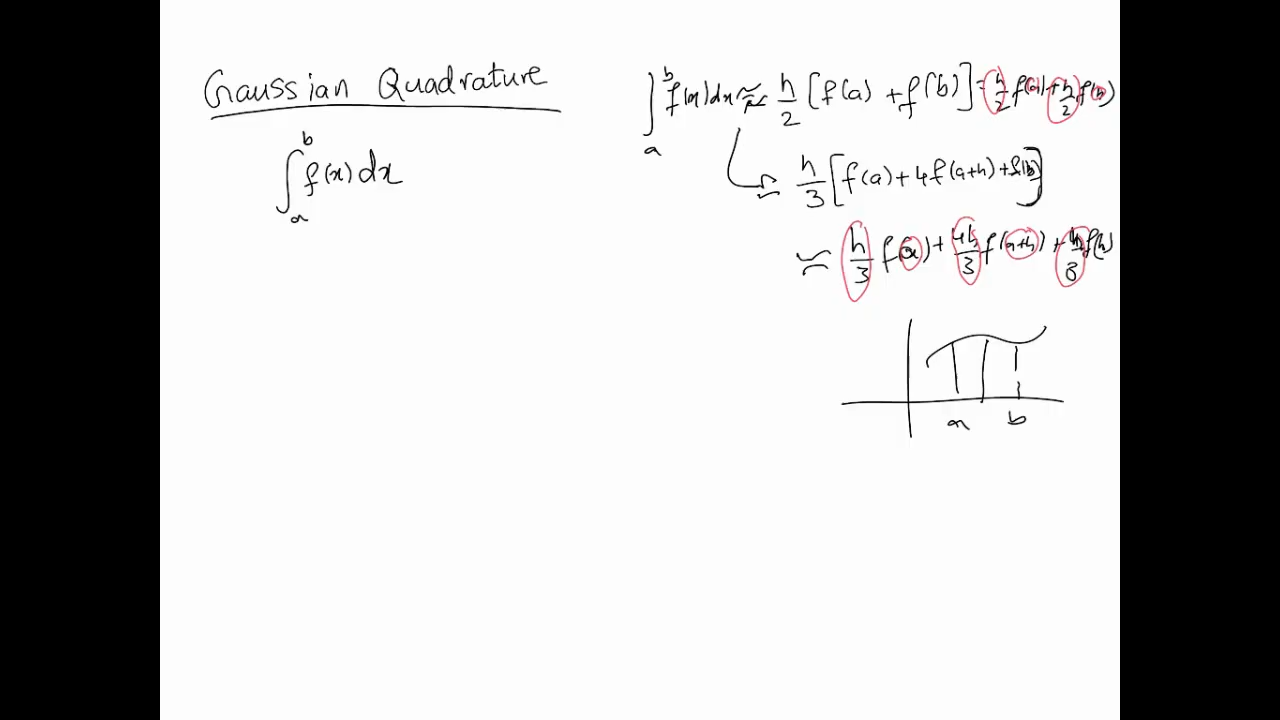 Gaussian Quadrature
∫_a^b f(x) dx
∫_a^b f(x) dx ≈ h/2 [f(a) + f(b)] = h/2 f(a) + h/2 f(b)
≈ h/3 [f(a) + 4f(a+h) + f(b)]
≈ h/3 f(a) + 4h/3 f(a+h) + h/3 f(b)
a b